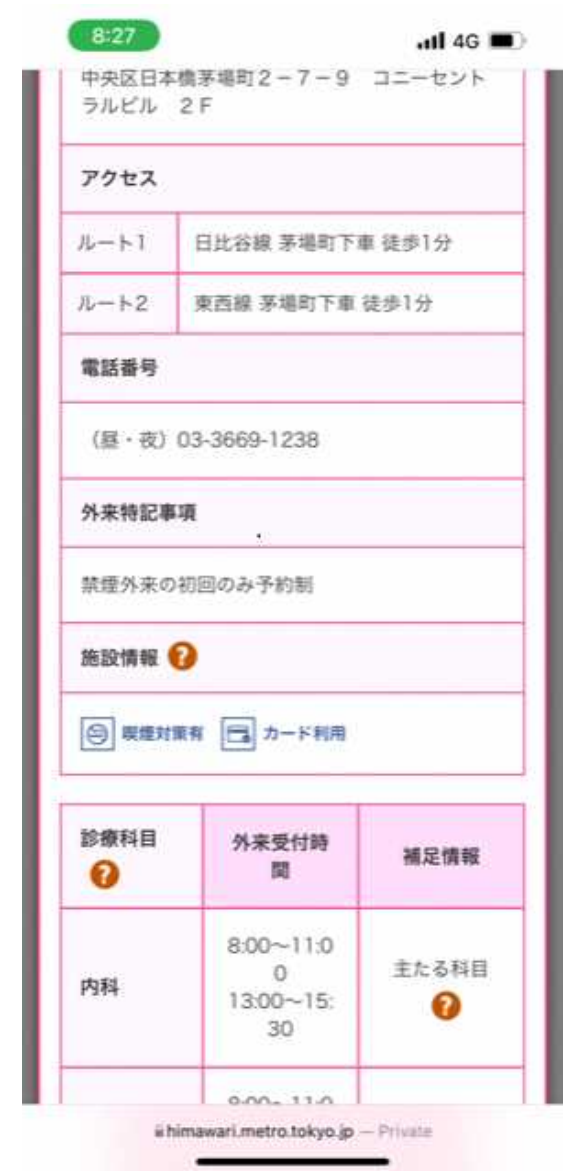 8:27
4G
中央区日本橋茅場町2-7-9 コニーセント
ラルビル 2F
アクセス
ルート1 日比谷線 茅場町下車 徒歩1分
ルート2 東西線 茅場町下車 徒歩1分
電話番号
(昼・夜) 03-3669-1238
外来特記事項
禁煙外来の初回のみ予約制
施設情報 ?
喫煙対策有 カード利用
診療科目
?
外来受付時
間
補足情報
内科
8:00~11:0
0
13:00~15:
30
主たる科目
?
himawari.metro.tokyo.jp — Private